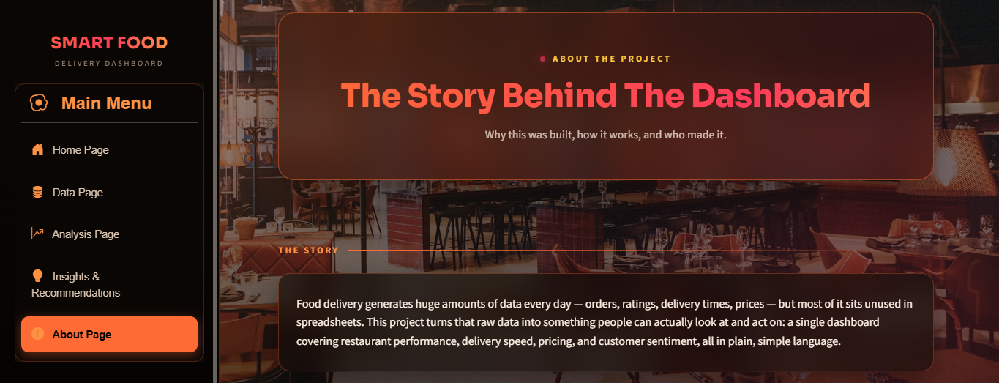 SMART FOOD
DELIVERY DASHBOARD
Main Menu
Home Page
Data Page
Analysis Page
Insights &
Recommendations
About Page
ABOUT THE PROJECT
The Story Behind The Dashboard
Why this was built, how it works, and who made it.
THE STORY
Food delivery generates huge amounts of data every day — orders, ratings, delivery times, prices — but most of it sits unused in
spreadsheets. This project turns that raw data into something people can actually look at and act on: a single dashboard
covering restaurant performance, delivery speed, pricing, and customer sentiment, all in plain, simple language.